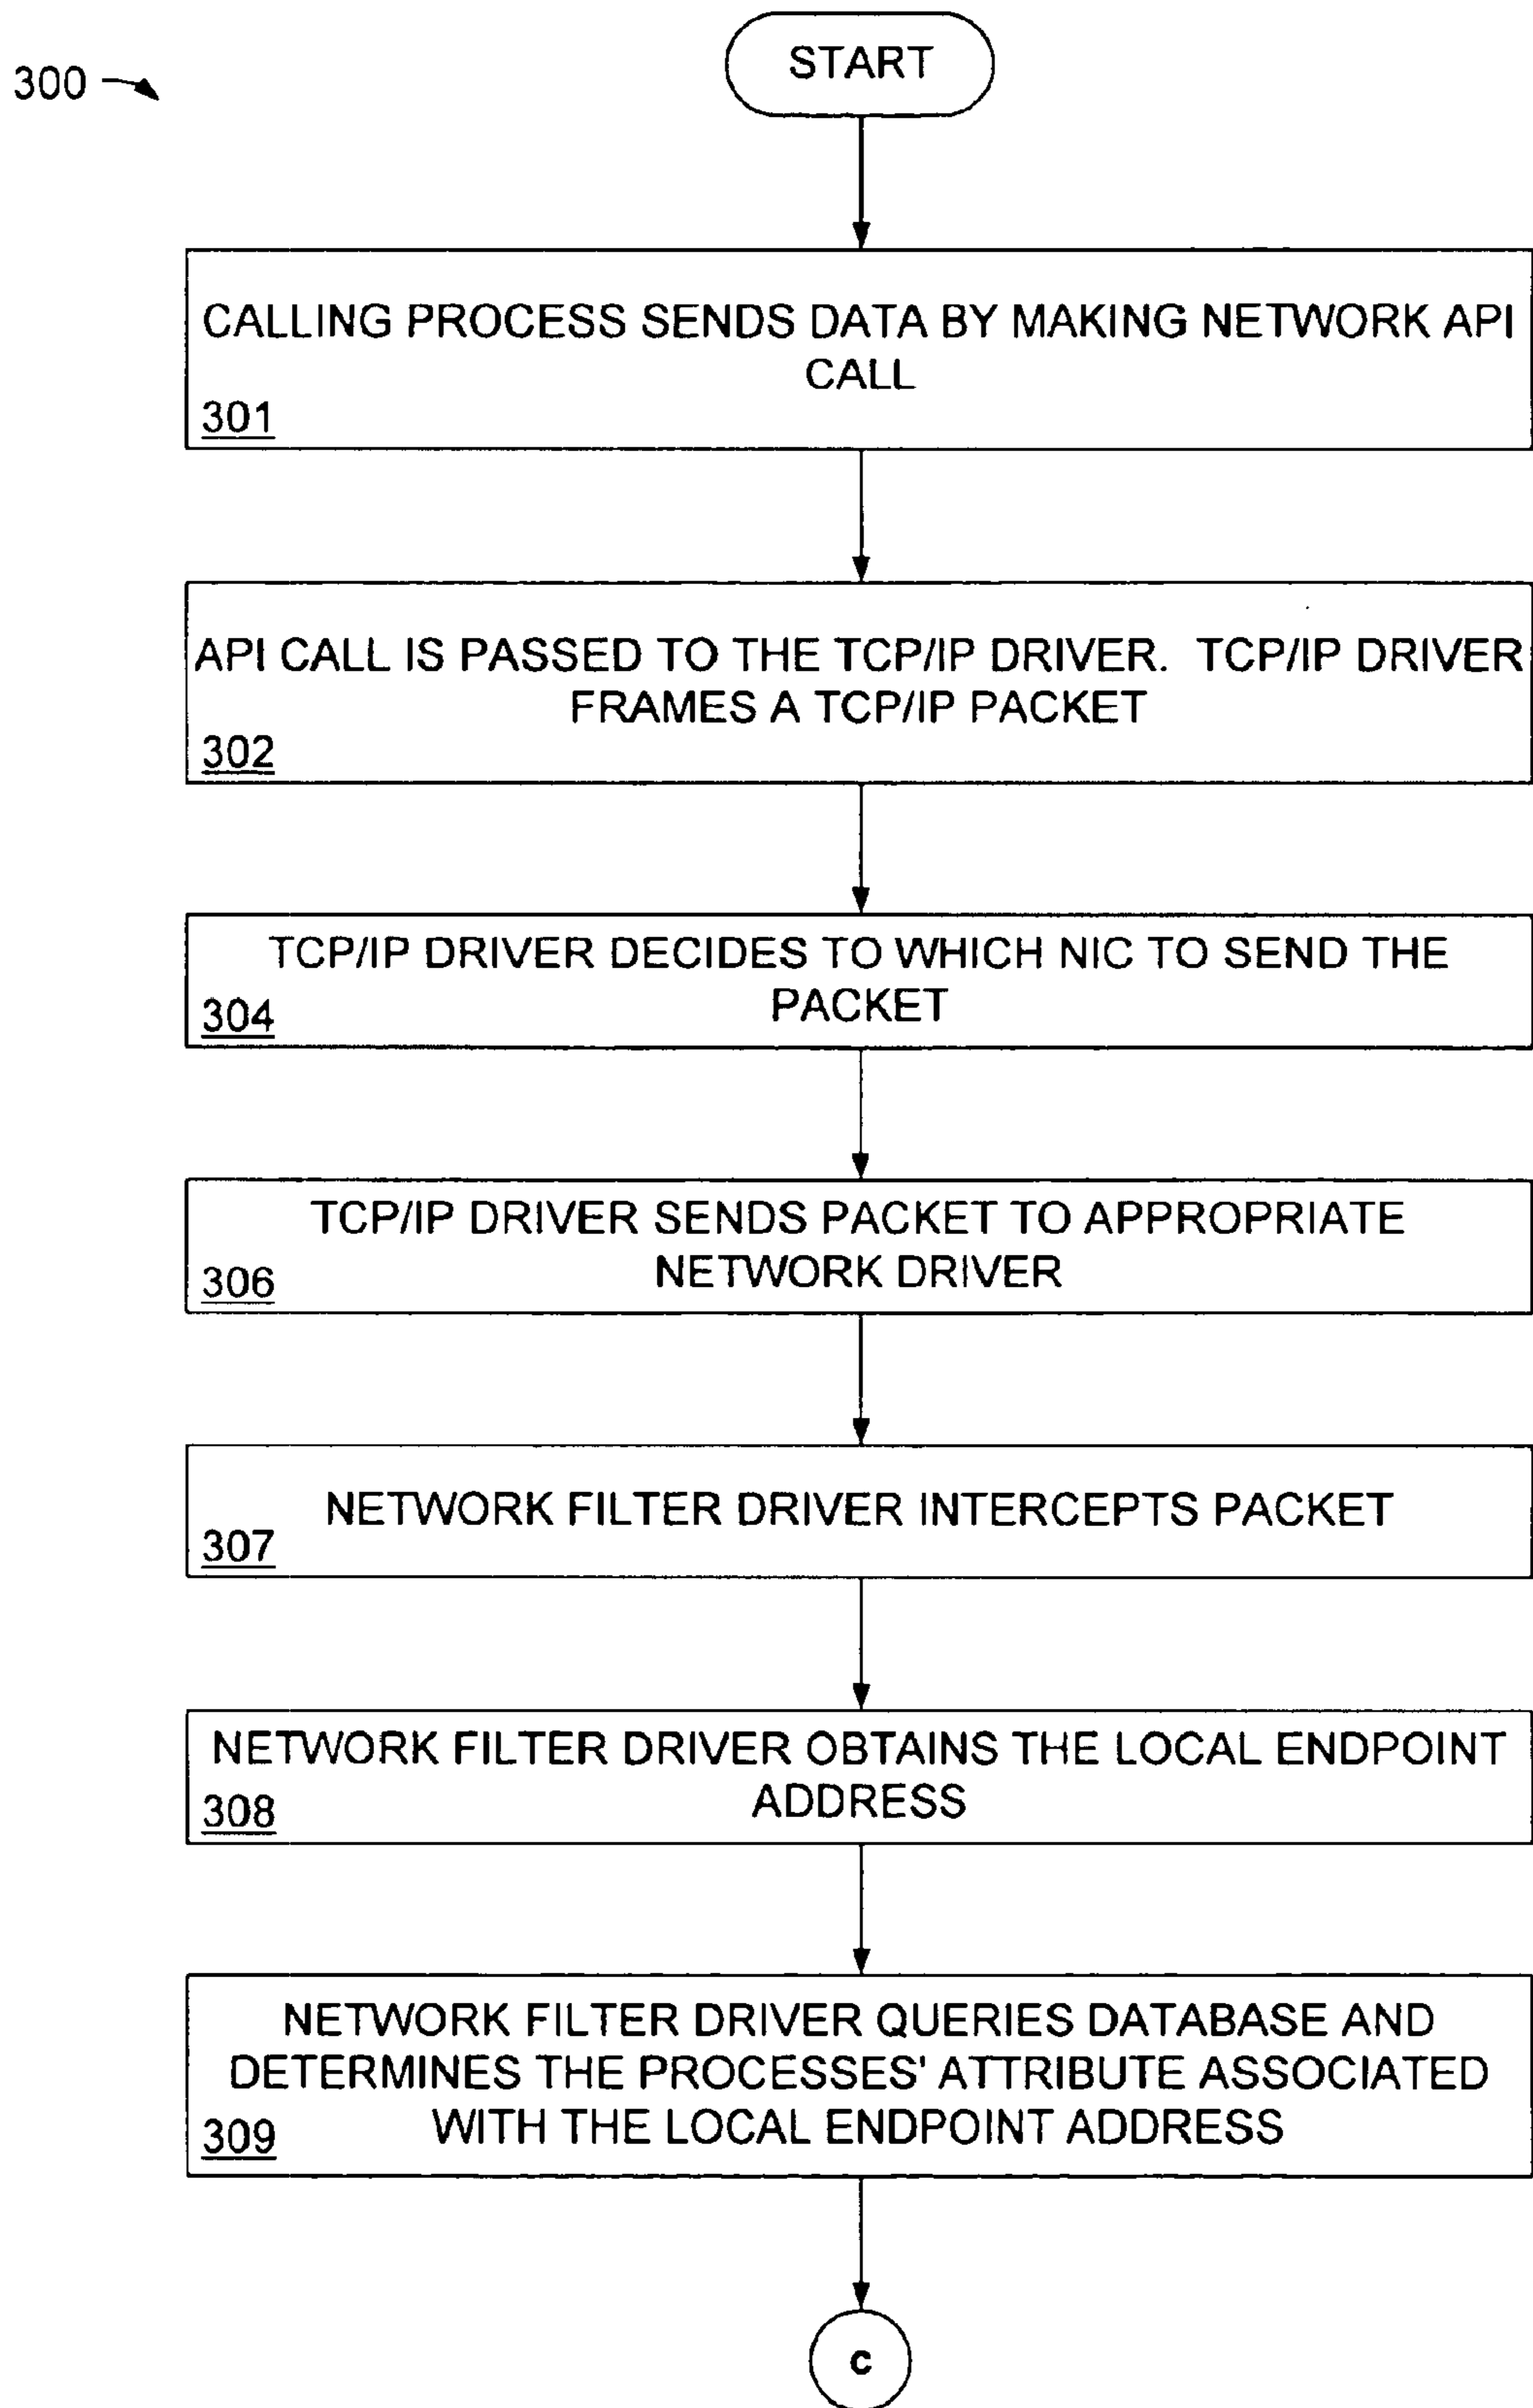 START
300
CALLING PROCESS SENDS DATA BY MAKING NETWORK API
CALL
301
API CALL IS PASSED TO THE TCP/IP DRIVER. TCP/IP DRIVER
FRAMES A TCP/IP PACKET
302
TCP/IP DRIVER DECIDES TO WHICH NIC TO SEND THE
PACKET
304
TCP/IP DRIVER SENDS PACKET TO APPROPRIATE
NETWORK DRIVER
306
NETWORK FILTER DRIVER INTERCEPTS PACKET
307
NETWORK FILTER DRIVER OBTAINS THE LOCAL ENDPOINT
ADDRESS
308
NETWORK FILTER DRIVER QUERIES DATABASE AND
DETERMINES THE PROCESSES' ATTRIBUTE ASSOCIATED
WITH THE LOCAL ENDPOINT ADDRESS
309
c